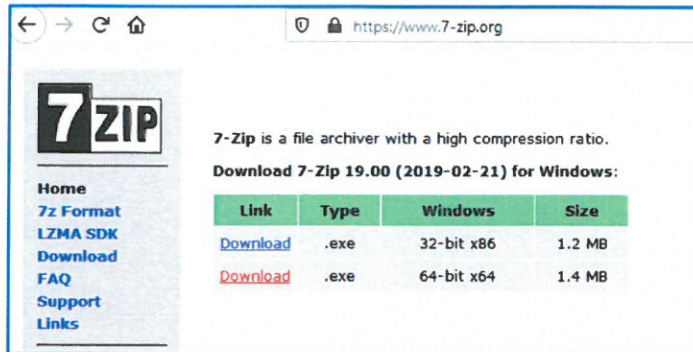 https://www.7-zip.org
7ZIP
Home
7z Format
LZMA SDK
Download
FAQ
Support
Links
7-Zip is a file archiver with a high compression ratio.
Download 7-Zip 19.00 (2019-02-21) for Windows:
Link Type Windows Size
Download .exe 32-bit x86 1.2 MB
Download .exe 64-bit x64 1.4 MB